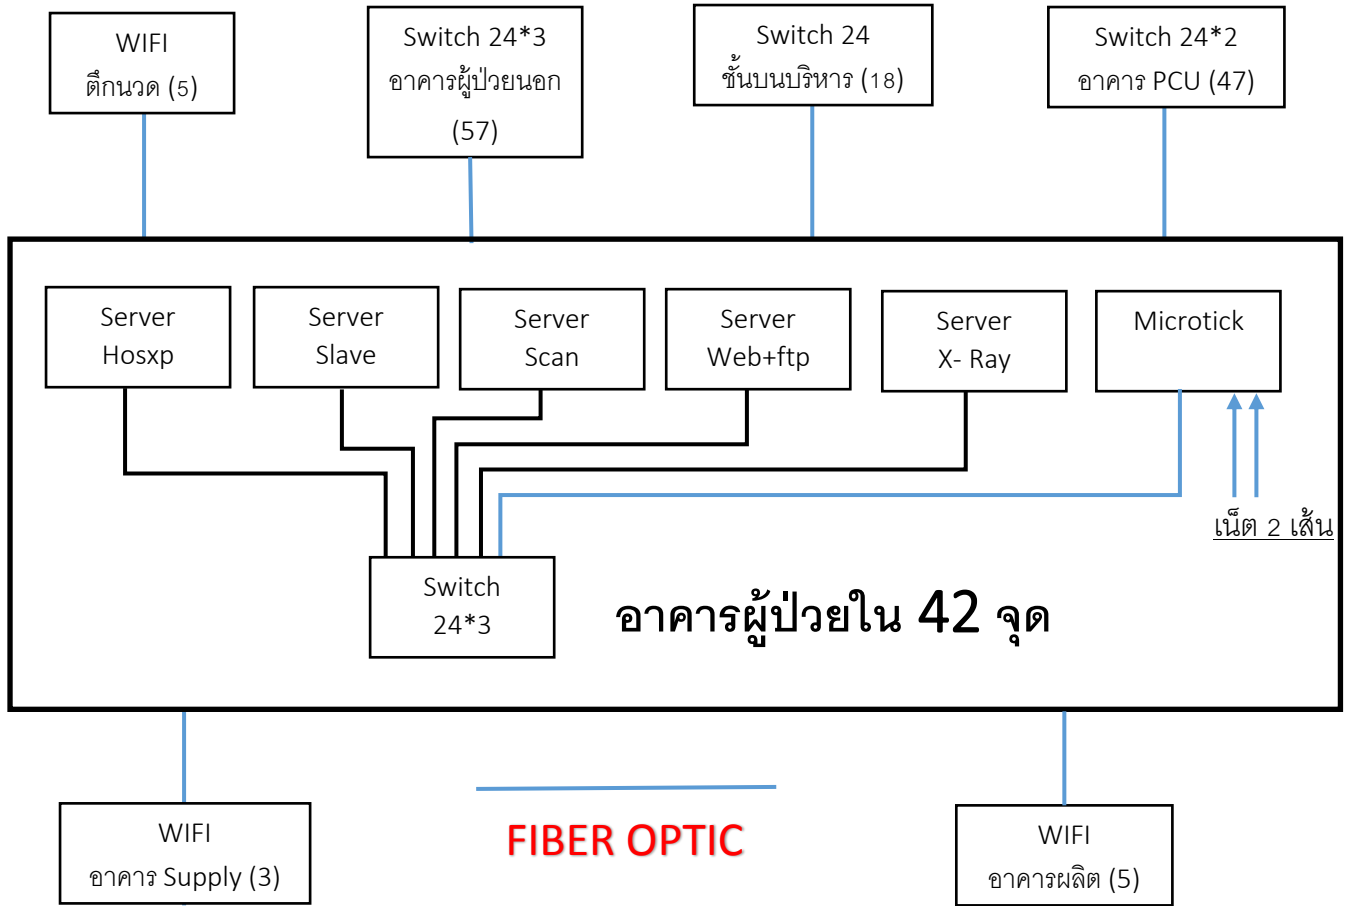 WIFI
ตึกนวด (5)
Switch 24*3
อาคารผู้ป่วยนอก
(57)
Switch 24
ชั้นบนบริหาร (18)
Switch 24*2
อาคาร PCU (47)
Server
Hosxp
Server
Slave
Server
Scan
Server
Web+ftp
Server
X- Ray
Microtick
เน็ต 2 เส้น
Switch
24*3
อาคารผู้ป่วยใน 42 จุด
WIFI
อาคาร Supply (3)
FIBER OPTIC
WIFI
อาคารผลิต (5)